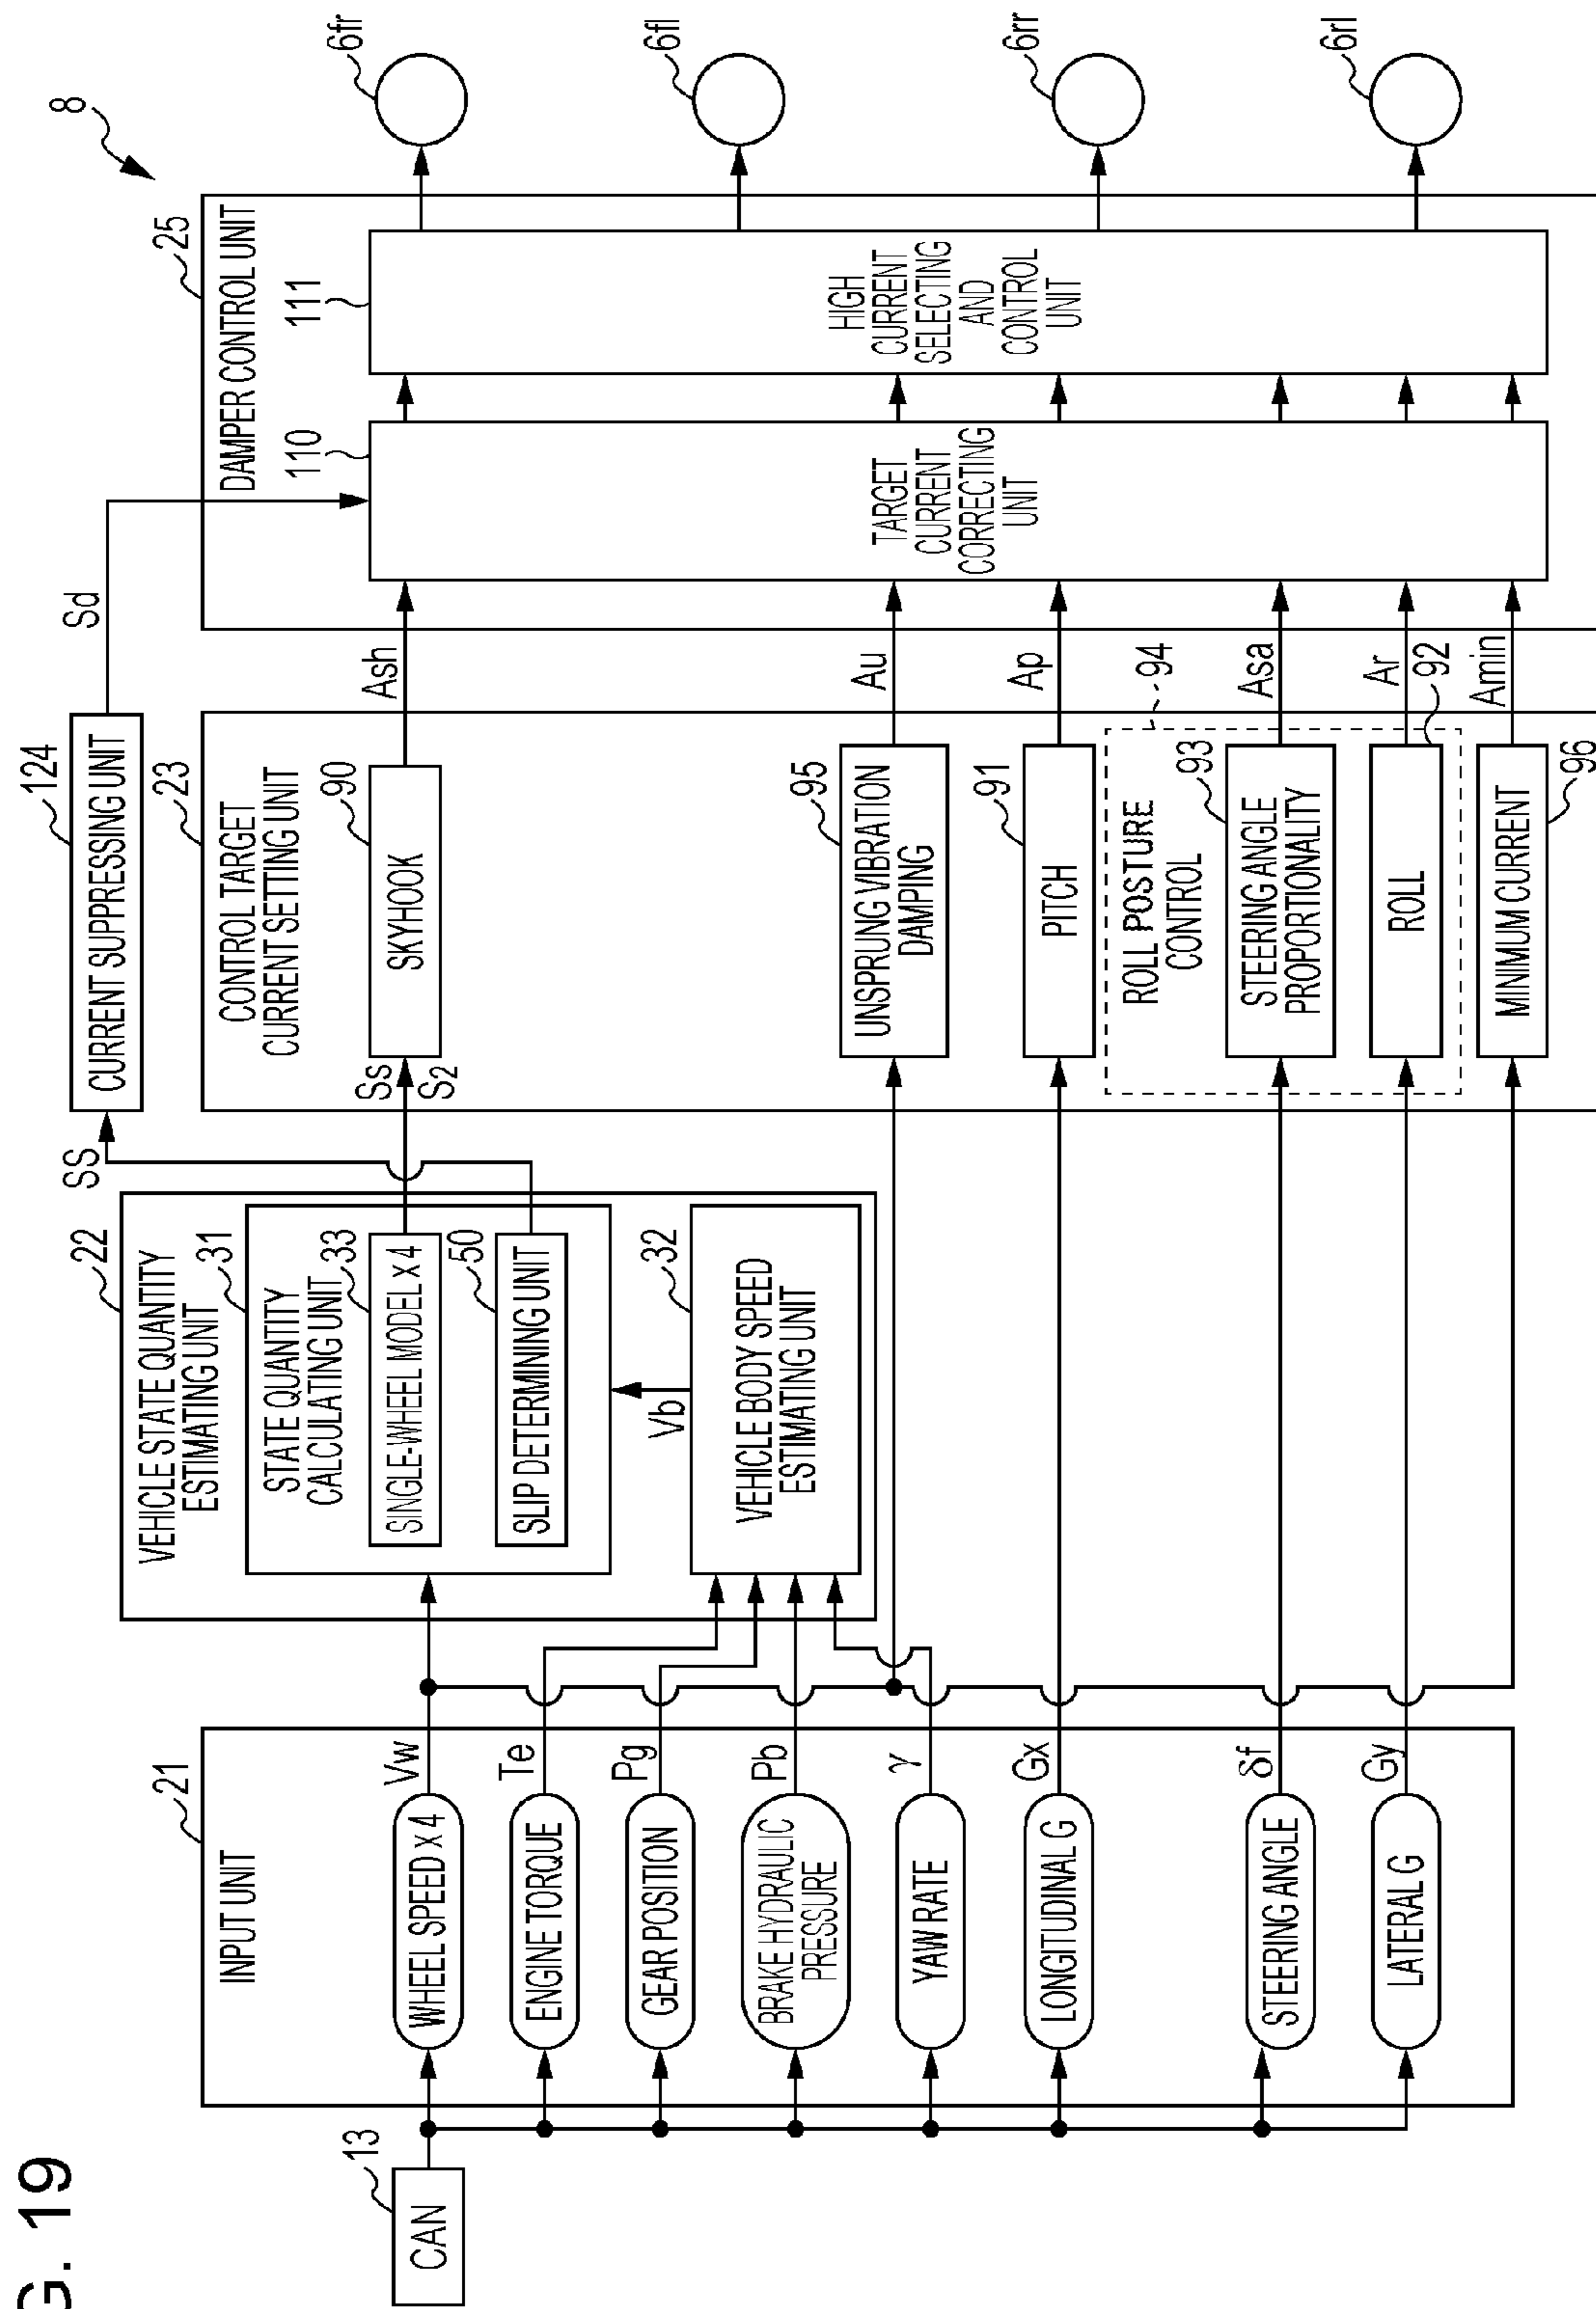 G. 19
8
CAN
13
INPUT UNIT
21
WHEEL SPEED x 4
Vw
ENGINE TORQUE
Te
GEAR POSITION
Pg
BRAKE HYDRAULIC
PRESSURE
Pb
YAW RATE
γ
LONGITUDINAL G
Gx
STEERING ANGLE
δf
LATERAL G
Gy
VEHICLE STATE QUANTITY
ESTIMATING UNIT
22
STATE QUANTITY
CALCULATING UNIT
31
SINGLE-WHEEL MODEL x 4
33
SLIP DETERMINING UNIT
50
Vb
VEHICLE BODY SPEED
ESTIMATING UNIT
32
SS
CURRENT SUPPRESSING UNIT
124
Sd
CONTROL TARGET
CURRENT SETTING UNIT
23
Ss
S2
SKYHOOK
90
Ash
UNSPRUNG VIBRATION
DAMPING
95
Au
PITCH
91
Ap
ROLL POSTURE
CONTROL
94
STEERING ANGLE
PROPORTIONALITY
93
Asa
ROLL
92
Ar
MINIMUM CURRENT
96
Amin
DAMPER CONTROL UNIT
25
110
TARGET
CURRENT
CORRECTING
UNIT
111
HIGH
CURRENT
SELECTING
AND
CONTROL
UNIT
6fr
6fl
6rr
6rl